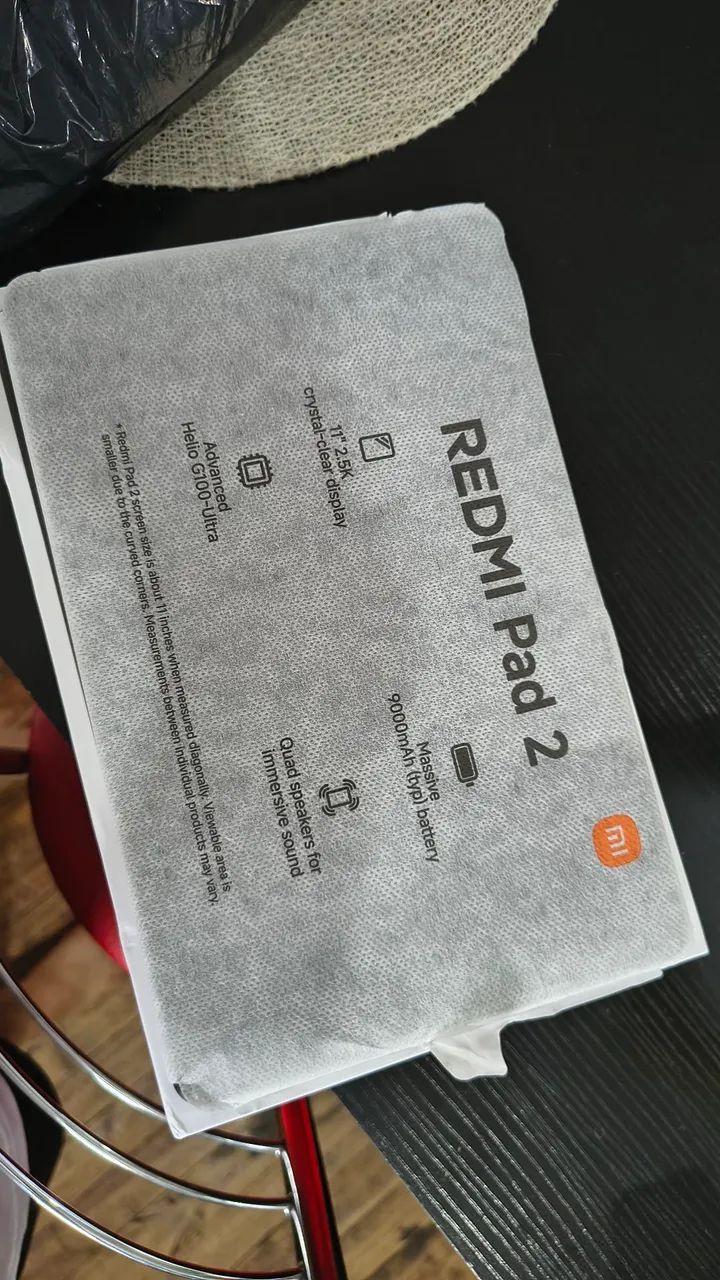 mi
REDMI Pad 2
11" 2.5K
crystal-clear display
Massive
9000mAh (typ) battery
Advanced
Helio G100-Ultra
Quad speakers for
immersive sound
* Redmi Pad 2 screen size is about 11 inches when measured diagonally. Viewable area is
smaller due to the curved corners. Measurements between individual products may vary.